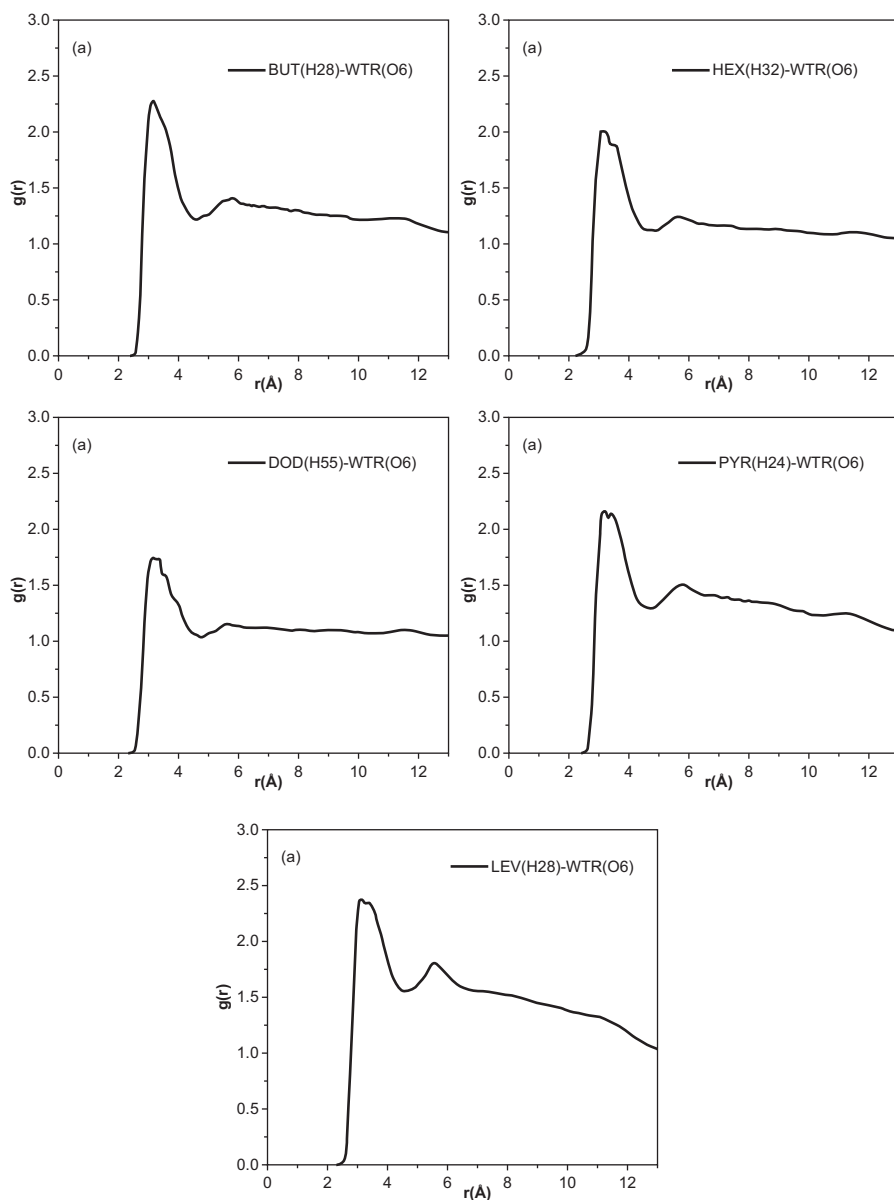 (a)
BUT(H28)-WTR(O6)
g(r)
3.0
2.5
2.0
1.5
1.0
0.5
0.0
0 2 4 6 8 10 12
r(Å)
(a)
HEX(H32)-WTR(O6)
g(r)
3.0
2.5
2.0
1.5
1.0
0.5
0.0
0 2 4 6 8 10 12
r(Å)
(a)
DOD(H55)-WTR(O6)
g(r)
3.0
2.5
2.0
1.5
1.0
0.5
0.0
0 2 4 6 8 10 12
r(Å)
(a)
PYR(H24)-WTR(O6)
g(r)
3.0
2.5
2.0
1.5
1.0
0.5
0.0
0 2 4 6 8 10 12
r(Å)
(a)
LEV(H28)-WTR(O6)
g(r)
3.0
2.5
2.0
1.5
1.0
0.5
0.0
0 2 4 6 8 10 12
r(Å)